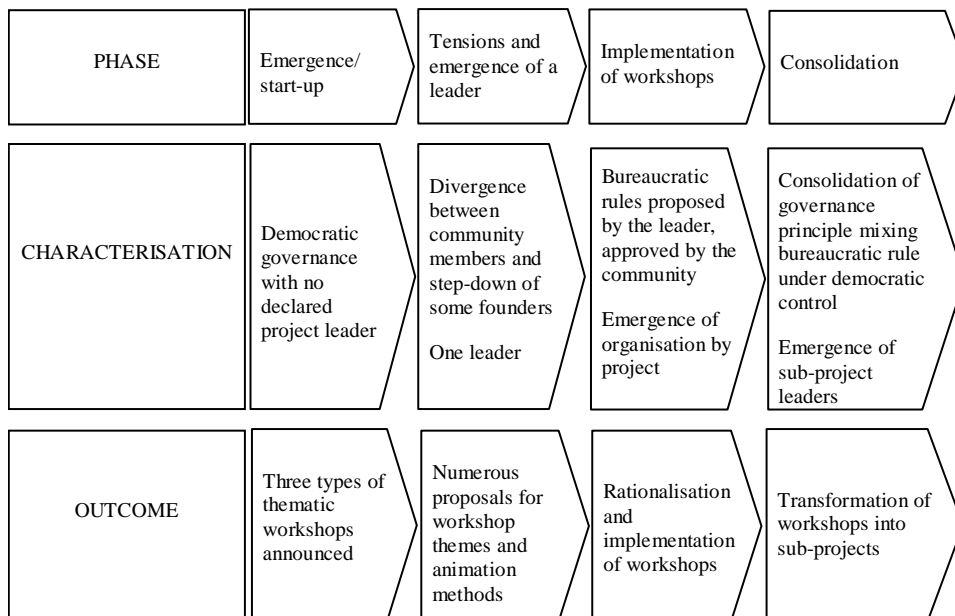 PHASE
Emergence/
start-up
Tensions and
emergence of a
leader
Implementation
of workshops
Consolidation
CHARACTERISATION
Democratic
governance
with no
declared
project leader
Divergence
between
community
members and
step-down of
some founders
One leader
Bureaucratic
rules proposed
by the leader,
approved by the
community
Emergence of
organisation by
project
Consolidation of
governance
principle mixing
bureaucratic rule
under democratic
control
Emergence of
sub-project
leaders
OUTCOME
Three types of
thematic
workshops
announced
Numerous
proposals for
workshop
themes and
animation
methods
Rationalisation
and
implementation
of workshops
Transformation of
workshops into
sub-projects